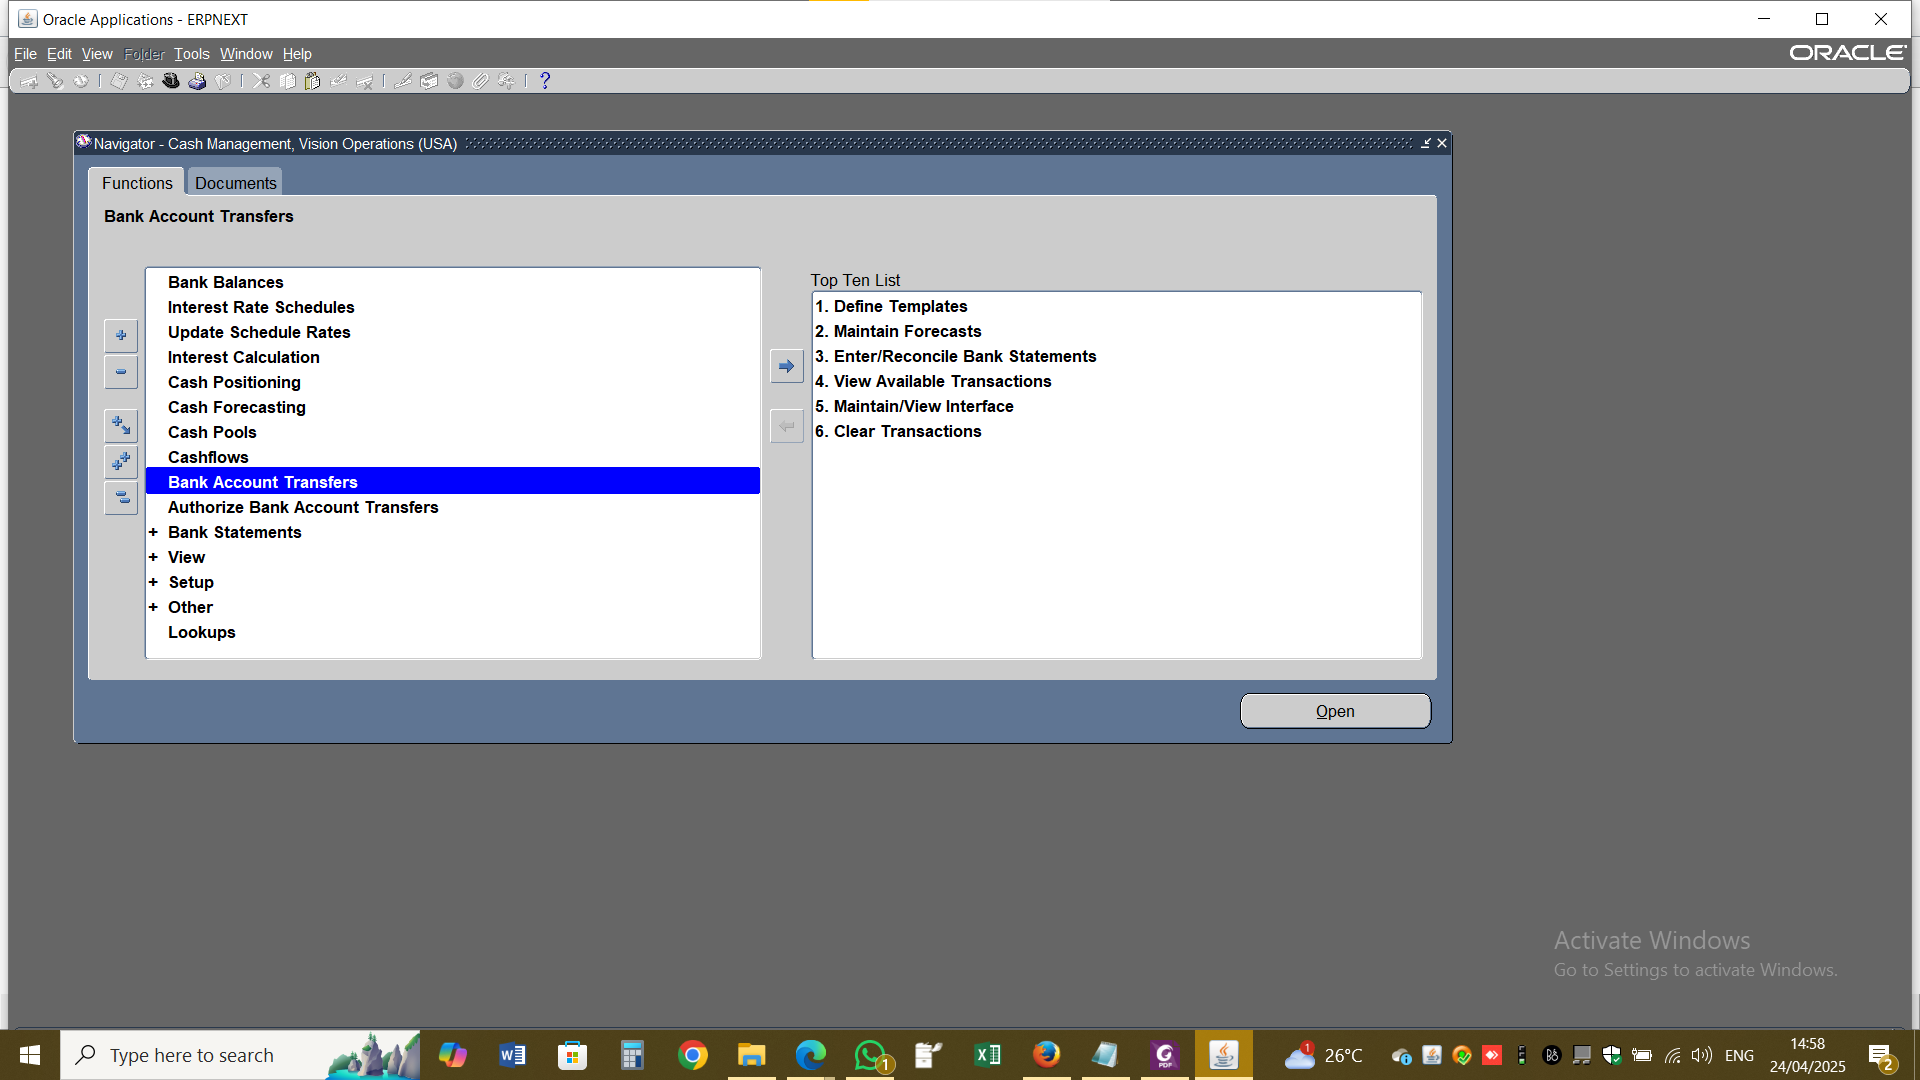 Oracle Applications - ERPNEXT
File Edit View Folder Tools Window Help
ORACLE
Navigator - Cash Management, Vision Operations (USA)
Functions Documents
Bank Account Transfers
Bank Balances
Interest Rate Schedules
Update Schedule Rates
Interest Calculation
Cash Positioning
Cash Forecasting
Cash Pools
Cashflows
Bank Account Transfers
Authorize Bank Account Transfers
+ Bank Statements
+ View
+ Setup
+ Other
Lookups
Top Ten List
1. Define Templates
2. Maintain Forecasts
3. Enter/Reconcile Bank Statements
4. View Available Transactions
5. Maintain/View Interface
6. Clear Transactions
Open
Activate Windows
Go to Settings to activate Windows.
Type here to search
1
PDF
1
26°C
ENG
14:58
24/04/2025
2